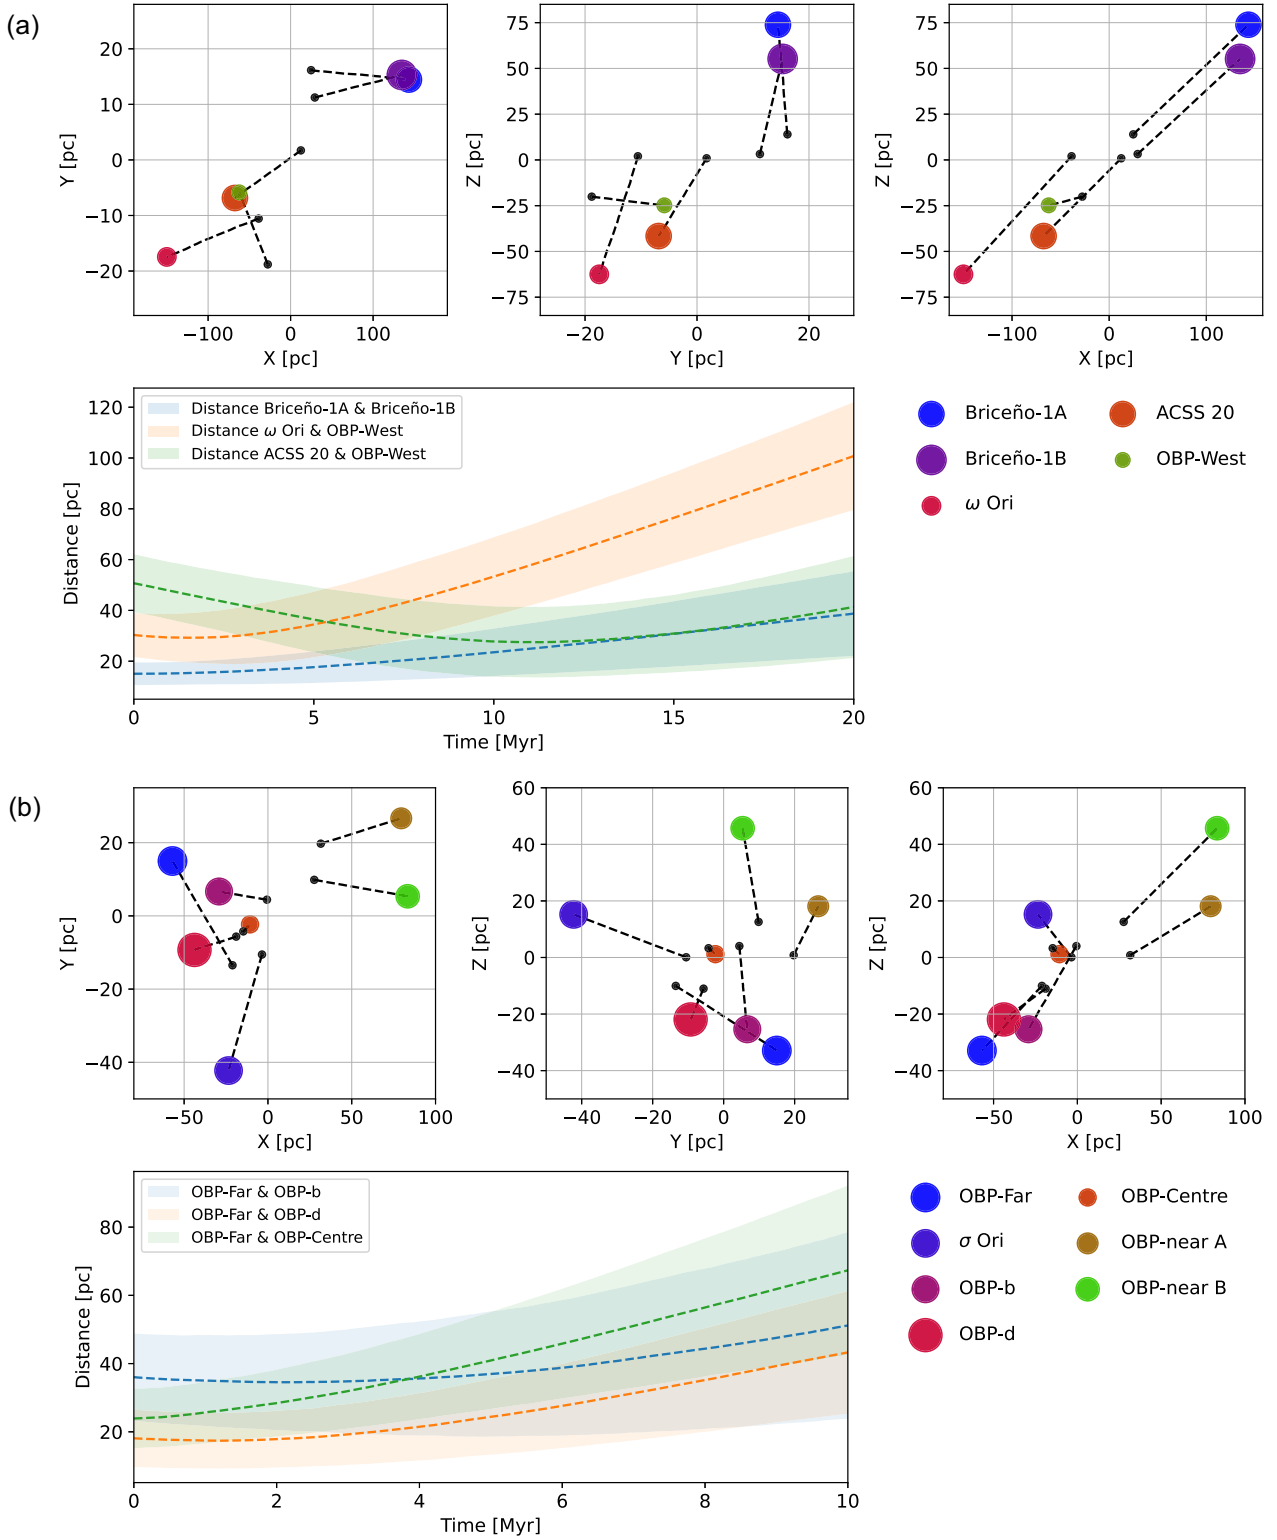 (a)
20
10
0
−10
−20
Y [pc]
−100
0
100
X [pc]
75
50
25
0
−25
−50
−75
Z [pc]
−20
0
20
Y [pc]
75
50
25
0
−25
−50
−75
Z [pc]
−100
0
100
X [pc]
120
100
80
60
40
20
Distance [pc]
Distance Briceño-1A & Briceño-1B
Distance ω Ori & OBP-West
Distance ACSS 20 & OBP-West
0
5
10
15
20
Time [Myr]
Briceño-1A
ACSS 20
Briceño-1B
OBP-West
ω Ori
(b)
20
0
−20
−40
Y [pc]
−50
0
50
100
X [pc]
60
40
20
0
−20
−40
Z [pc]
−40
−20
0
20
Y [pc]
60
40
20
0
−20
−40
Z [pc]
−50
0
50
100
X [pc]
80
60
40
20
Distance [pc]
OBP-Far & OBP-b
OBP-Far & OBP-d
OBP-Far & OBP-Centre
0
2
4
6
8
10
Time [Myr]
OBP-Far
OBP-Centre
σ Ori
OBP-near A
OBP-b
OBP-near B
OBP-d